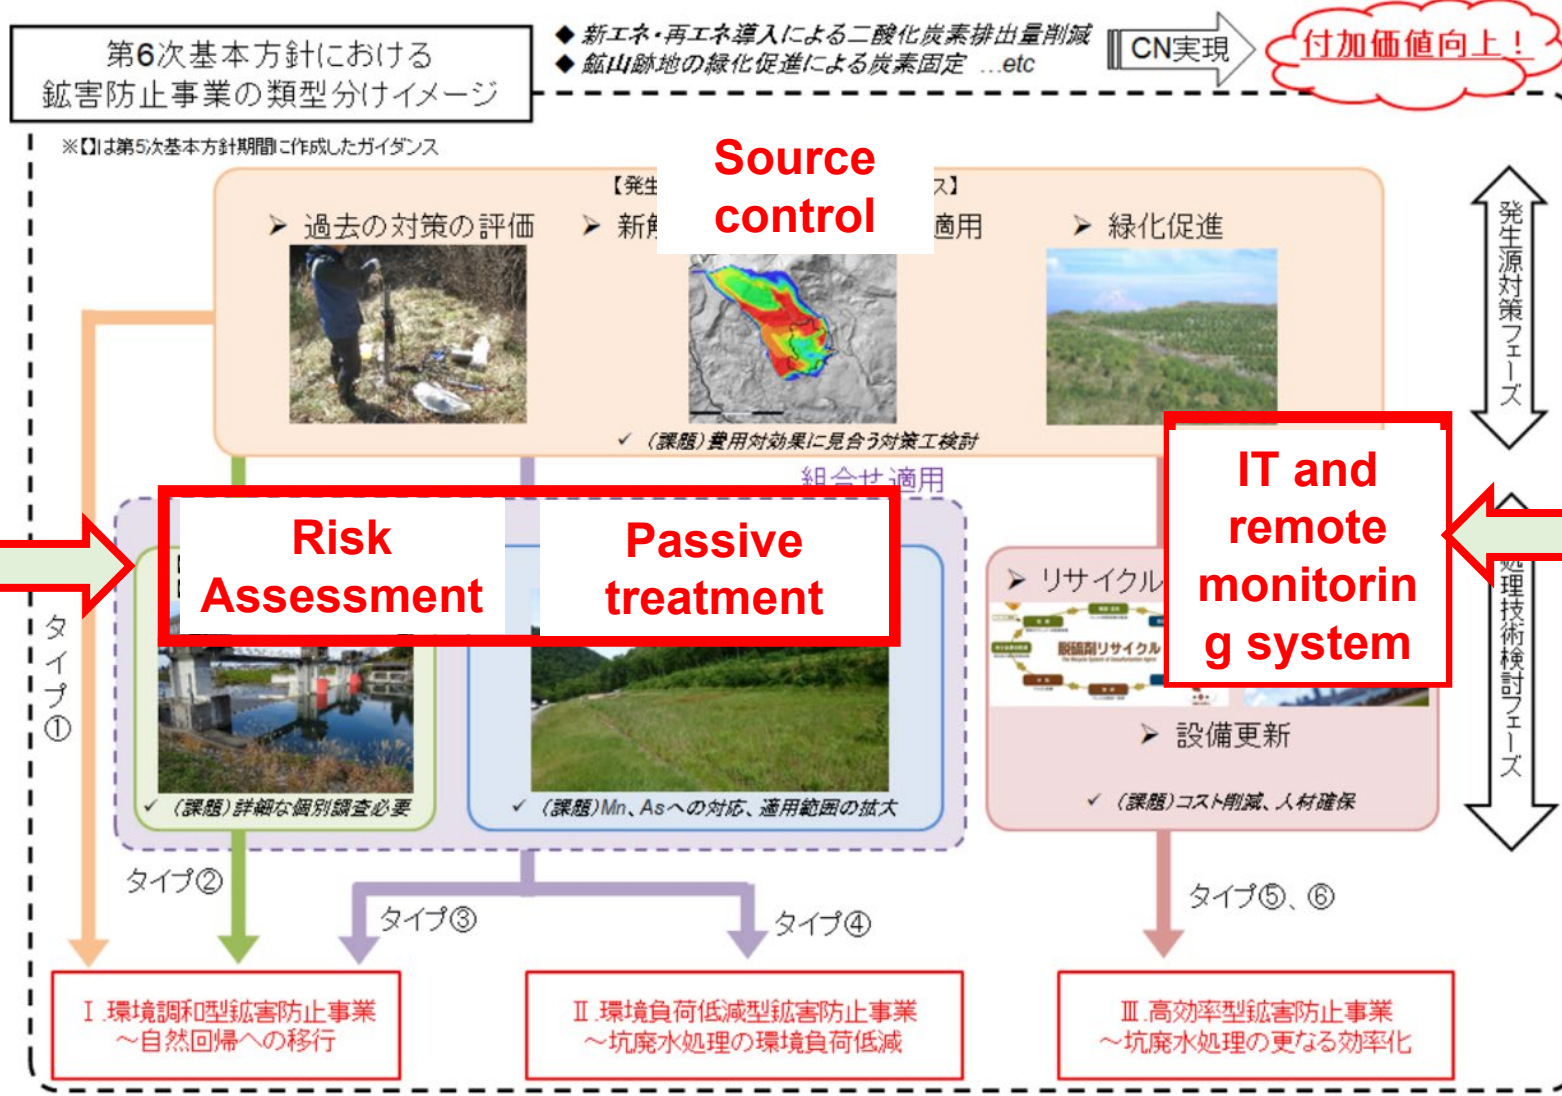 第6次基本方針における
鉱害防止事業の類型分けイメージ
◆ 新エネ・再エネ導入による二酸化炭素排出量削減
◆ 鉱山跡地の緑化促進による炭素固定 …etc
CN実現
付加価値向上！
※【】は第5次基本方針期間に作成したガイダンス
【発生
ス】
Source
control
➢ 過去の対策の評価
➢ 新
適用
➢ 緑化促進
✓ (課題)費用対効果に見合う対策工検討
発生源対策フェーズ
組合せ適用
Risk
Assessment
Passive
treatment
IT and
remote
monitorin
g system
➢ リサイクル
脱硫剤リサイクル
➢ 設備更新
✓ (課題)詳細な個別調査必要
✓ (課題)Mn、Asへの対応、適用範囲の拡大
✓ (課題)コスト削減、人材確保
処理技術検討フェーズ
タイプ①
タイプ②
タイプ③
タイプ④
タイプ⑤、⑥
Ⅰ.環境調和型鉱害防止事業
～自然回帰への移行
Ⅱ.環境負荷低減型鉱害防止事業
～坑廃水処理の環境負荷低減
Ⅲ.高効率型鉱害防止事業
～坑廃水処理の更なる効率化